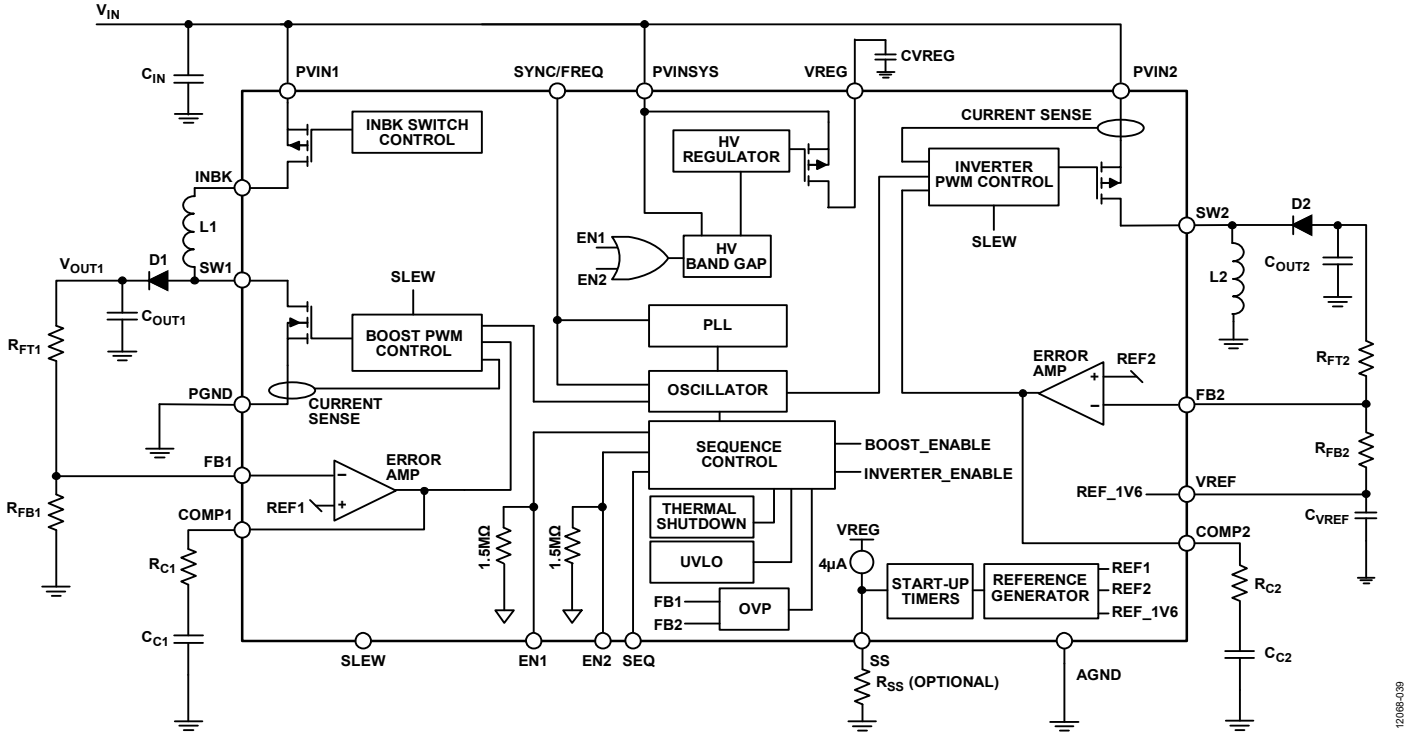 VIN
CIN
PVIN1
SYNC/FREQ
PVINSYS
VREG
CVREG
PVIN2
INBK SWITCH
CONTROL
HV
REGULATOR
CURRENT SENSE
INVERTER
PWM CONTROL
INBK
L1
EN1
EN2
HV
BAND GAP
SLEW
SW2
D2
L2
COUT2
VOUT1
D1
SW1
COUT1
SLEW
BOOST PWM
CONTROL
PLL
RFT1
OSCILLATOR
ERROR
AMP
REF2
RFT2
PGND
CURRENT
SENSE
FB2
SEQUENCE
CONTROL
BOOST_ENABLE
INVERTER_ENABLE
RFB2
FB1
ERROR
AMP
REF1
RFB1
COMP1
REF_1V6
VREF
CVREF
THERMAL
SHUTDOWN
UVLO
1.5MΩ
1.5MΩ
VREG
4µA
COMP2
RC1
START-UP
TIMERS
REFERENCE
GENERATOR
REF1
REF2
REF_1V6
RC2
FB1
FB2
OVP
CC1
SLEW
EN1
EN2
SEQ
SS
RSS (OPTIONAL)
AGND
CC2
12068-039